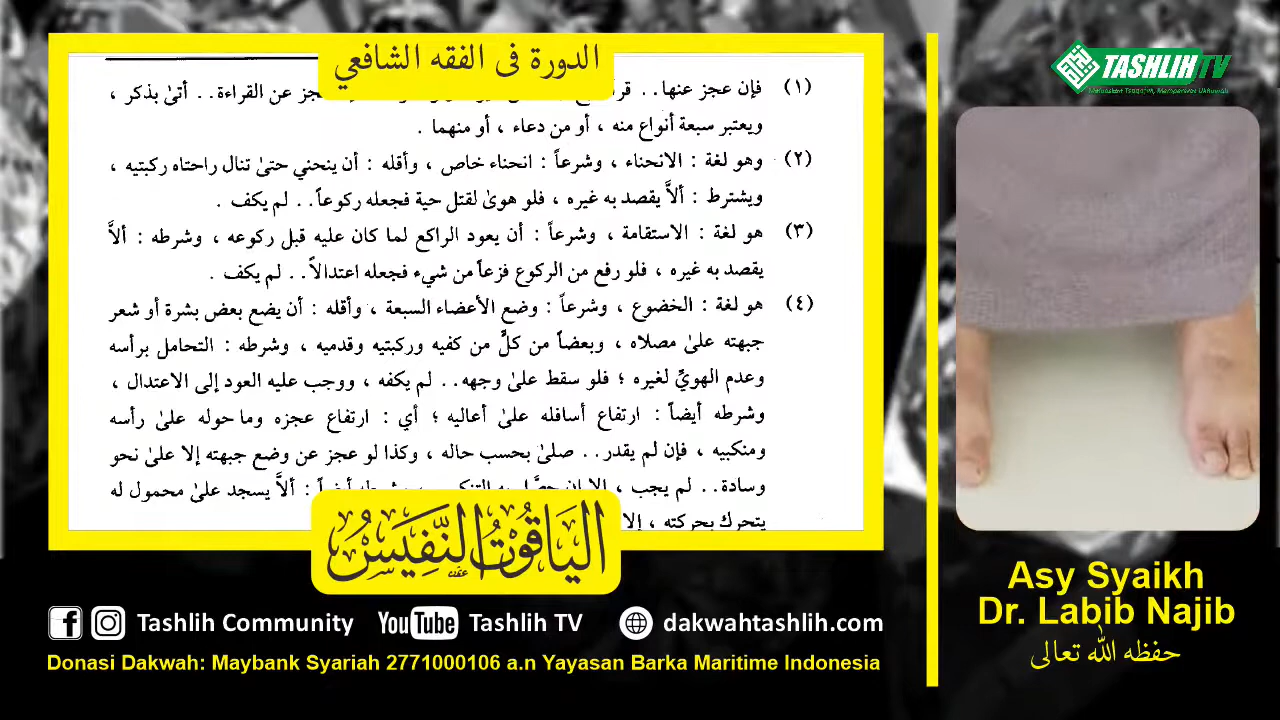 الدورة في الفقه الشافعي
(١) فإن عجز عنها.. عجز عن القراءة.. أتىٰ بذكر ،
ويعتبر سبعة أنواع منه ، أو من دعاء ، أو منهما .
(٢) وهو لغة : الانحناء ، وشرعاً : انحناء خاص ، وأقله : أن ينحني حتىٰ تنال راحتاه ركبتيه ،
ويشترط : ألاَّ يقصد به غيره ، فلو هوىٰ لقتل حية فجعله ركوعاً.. لم يكف .
(٣) هو لغة : الاستقامة ، وشرعاً : أن يعود الراكع لما كان عليه قبل ركوعه ، وشرطه : ألاَّ
يقصد به غيره ، فلو رفع من الركوع فزعاً من شيء فجعله اعتدالاً.. لم يكف .
(٤) هو لغة : الخضوع ، وشرعاً : وضع الأعضاء السبعة ، وأقله : أن يضع بعض بشرة أو شعر
جبهته علىٰ مصلاه ، وبعضاً من كلٍّ من كفيه وركبتيه وقدميه ، وشرطه : التحامل برأسه
وعدم الهويِّ لغيره ؛ فلو سقط علىٰ وجهه.. لم يكفه ، ووجب عليه العود إلى الاعتدال ،
وشرطه أيضاً : ارتفاع أسافله علىٰ أعاليه ؛ أي : ارتفاع عجزه وما حوله علىٰ رأسه
ومنكبيه ، فإن لم يقدر.. صلىٰ بحسب حاله ، وكذا لو عجز عن وضع جبهته إلا علىٰ نحو
وسادة.. لم يجب ، ألاَّ يسجد علىٰ محمول له
يتحرك بحركته ، إلا
الياقوت النفيس
TASHLIH TV
Asy Syaikh
Dr. Labib Najib
حفظه الله تعالى
Tashlih Community YouTube Tashlih TV dakwahtashlih.com
Donasi Dakwah: Maybank Syariah 2771000106 a.n Yayasan Barka Maritime Indonesia